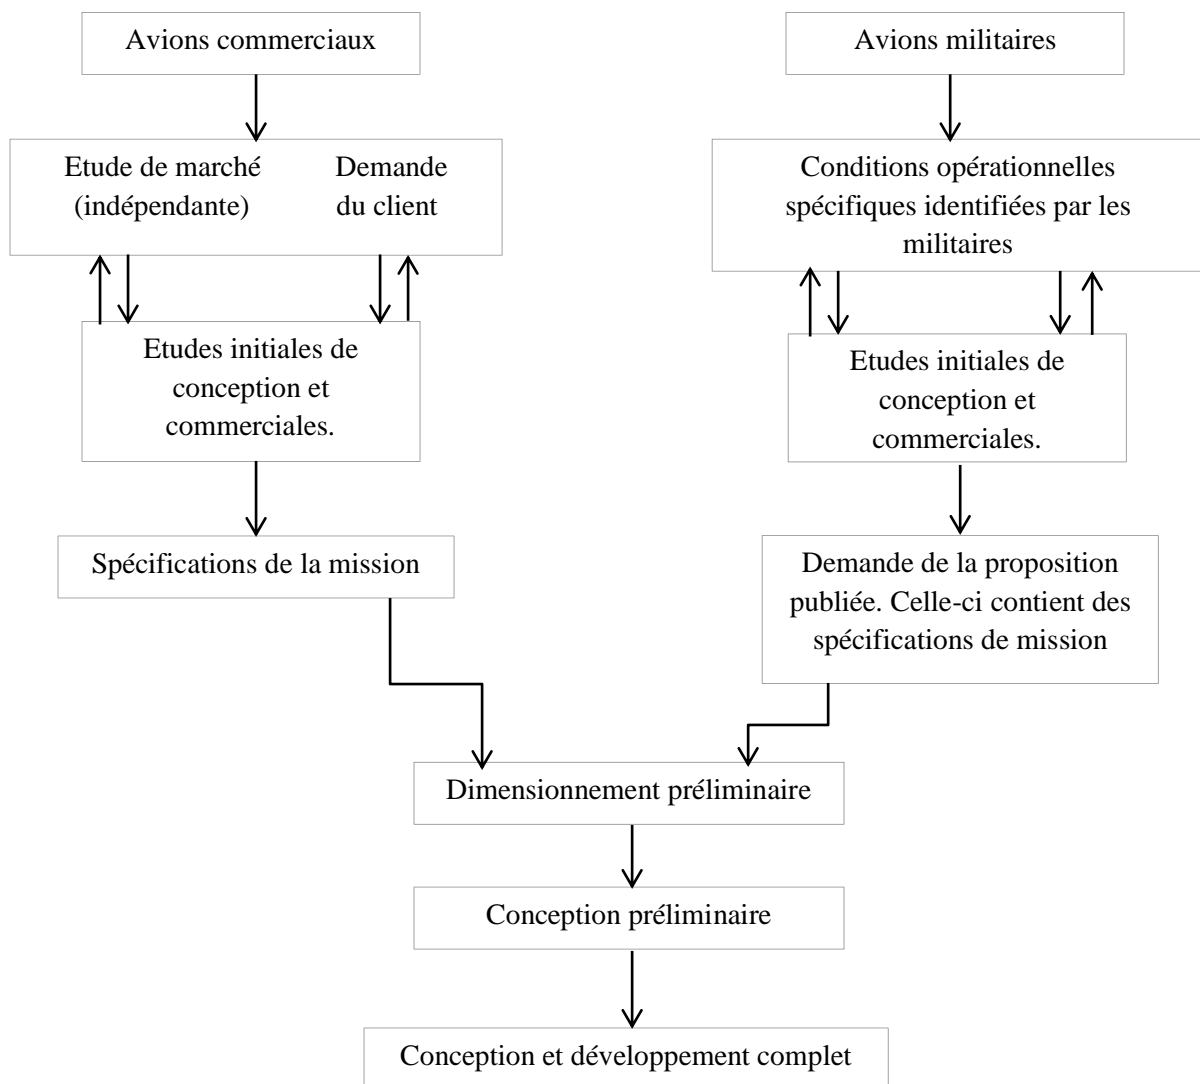 Avions commerciaux
Avions militaires
Etude de marché
(indépendante)
Demande
du client
Conditions opérationnelles
spécifiques identifiées par les
militaires
Etudes initiales de
conception et
commerciales.
Etudes initiales de
conception et
commerciales.
Spécifications de la mission
Demande de la proposition
publiée. Celle-ci contient des
spécifications de mission
Dimensionnement préliminaire
Conception préliminaire
Conception et développement complet